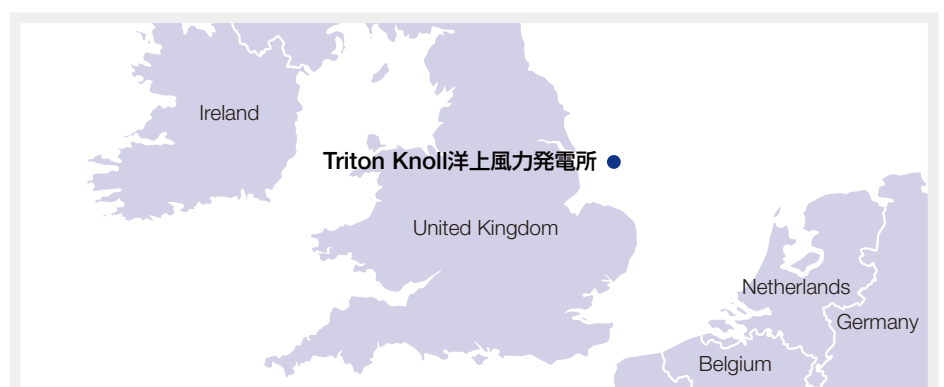 Ireland
Triton Knoll洋上風力発電所
United Kingdom
Netherlands
Germany
Belgium